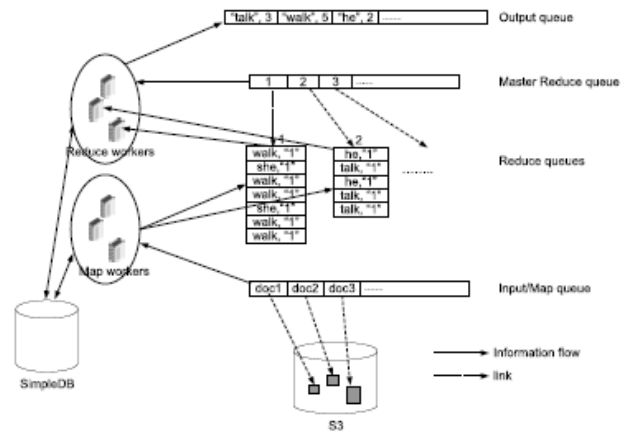 "talk", 3 "walk", 5 "he", 2 ......
Output queue
1 2 3 ......
Master Reduce queue
Reduce workers
1
walk, "1"
she,"1"
walk, "1"
walk, "1"
she,"1"
walk, "1"
walk, "1"
2
he,"1"
talk, "1"
he,"1"
talk, "1"
talk, "1"
.........
Reduce queues
Map workers
doc1 doc2 doc3 ......
Input/Map queue
SimpleDB
S3
Information flow
link